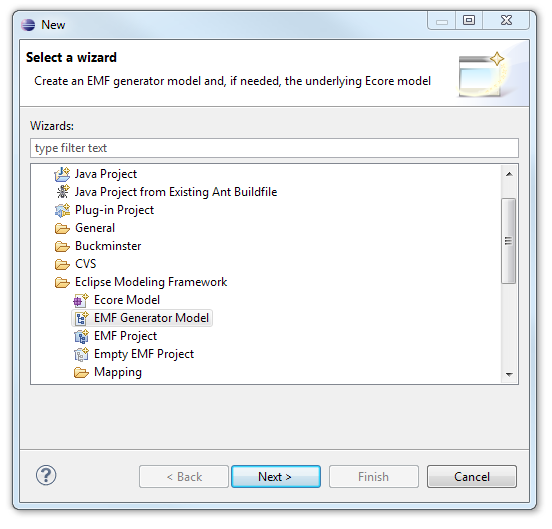 New
Select a wizard
Create an EMF generator model and, if needed, the underlying Ecore model
Wizards:
type filter text
Java Project
Java Project from Existing Ant Buildfile
Plug-in Project
General
Buckminster
CVS
Eclipse Modeling Framework
Ecore Model
EMF Generator Model
EMF Project
Empty EMF Project
Mapping
? < Back Next > Finish Cancel